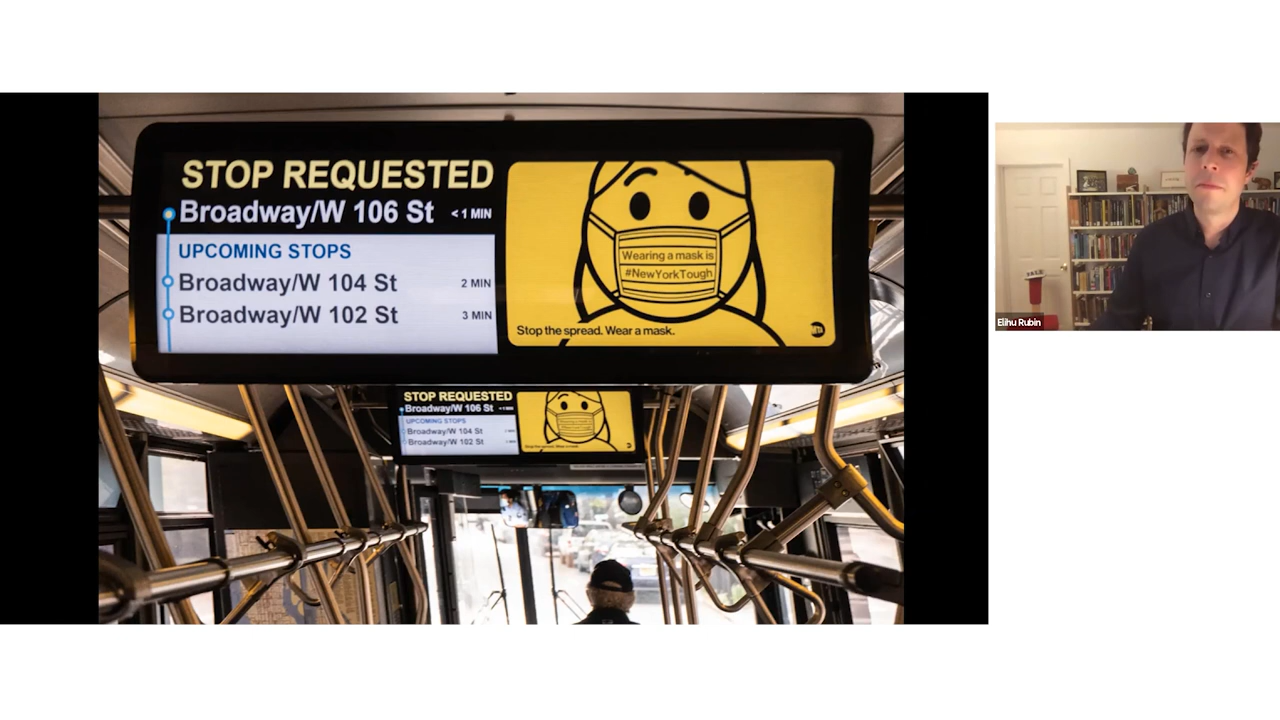 STOP REQUESTED
Broadway/W 106 St < 1 MIN
UPCOMING STOPS
Broadway/W 104 St 2 MIN
Broadway/W 102 St 3 MIN
Wearing a mask is
#NewYorkTough
Stop the spread. Wear a mask.
MTA
STOP REQUESTED
Broadway/W 106 St
UPCOMING STOPS
Broadway/W 104 St
Broadway/W 102 St
Elihu Rubin